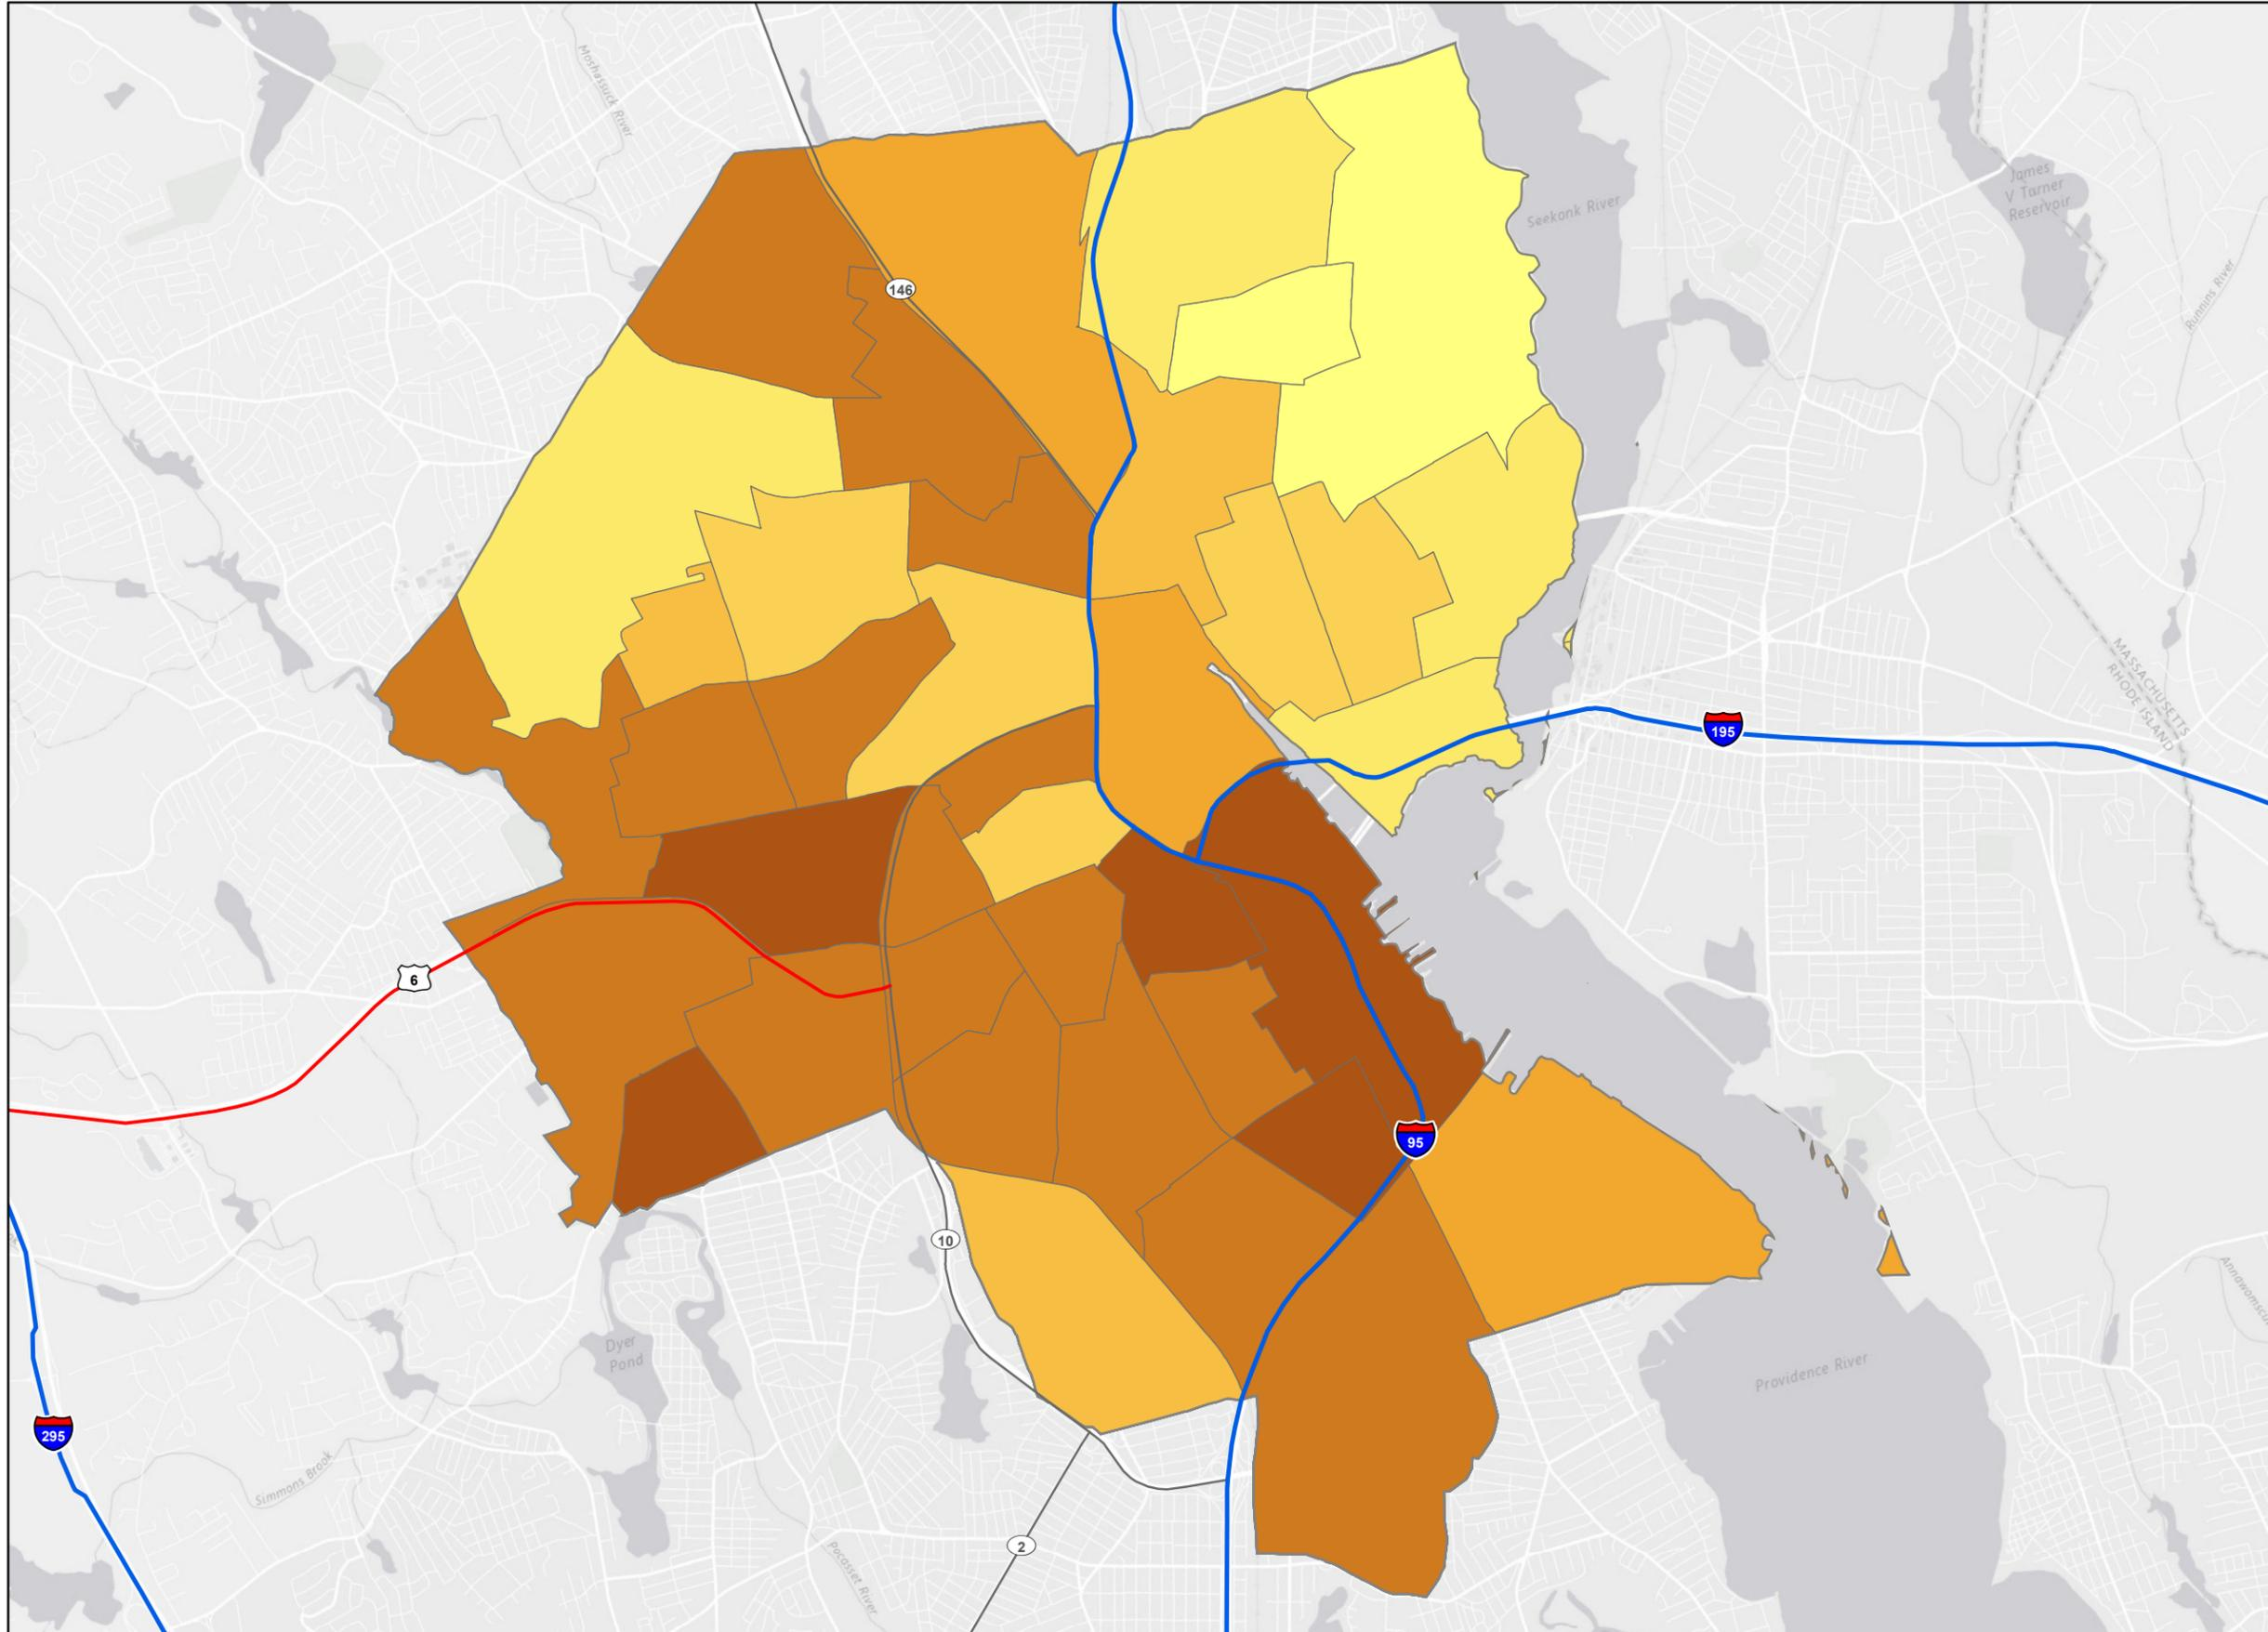 Moshassuck River
James
V Turner
Reservoir
Seekonk River
Runnins River
146
MASSACHUSETTS
RHODE ISLAND
195
6
95
10
Annawomscu
Dyer
Pond
Providence River
295
Simmons Brook
2
Pocasset River